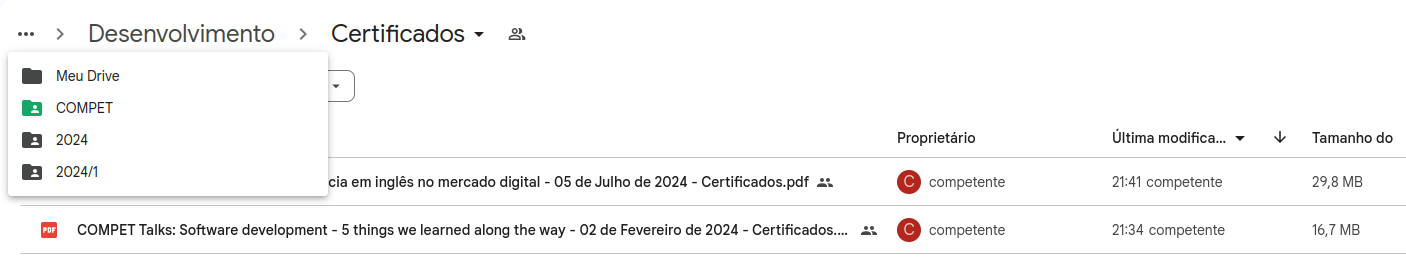 ... > Desenvolvimento > Certificados
Meu Drive
COMPET
2024
2024/1
Proprietário Última modifica... Tamanho do
cia em inglês no mercado digital - 05 de Julho de 2024 - Certificados.pdf C competente 21:41 competente 29,8 MB
PDF COMPET Talks: Software development - 5 things we learned along the way - 02 de Fevereiro de 2024 - Certificados.... C competente 21:34 competente 16,7 MB